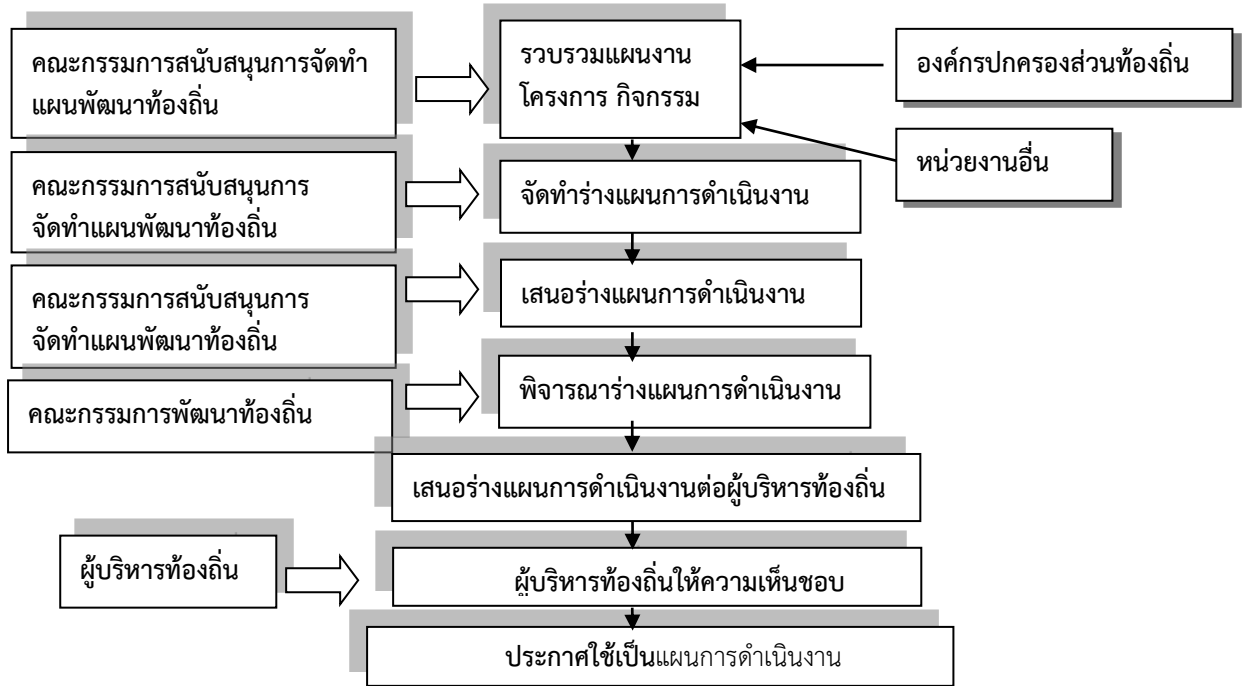 คณะกรรมการสนับสนุนการจัดทำ
แผนพัฒนาท้องถิ่น
รวบรวมแผนงาน
โครงการ กิจกรรม
องค์กรปกครองส่วนท้องถิ่น
หน่วยงานอื่น
คณะกรรมการสนับสนุนการ
จัดทำแผนพัฒนาท้องถิ่น
จัดทำร่างแผนการดำเนินงาน
คณะกรรมการสนับสนุนการ
จัดทำแผนพัฒนาท้องถิ่น
เสนอร่างแผนการดำเนินงาน
คณะกรรมการพัฒนาท้องถิ่น
พิจารณาร่างแผนการดำเนินงาน
เสนอร่างแผนการดำเนินงานต่อผู้บริหารท้องถิ่น
ผู้บริหารท้องถิ่น
ผู้บริหารท้องถิ่นให้ความเห็นชอบ
ประกาศใช้เป็นแผนการดำเนินงาน